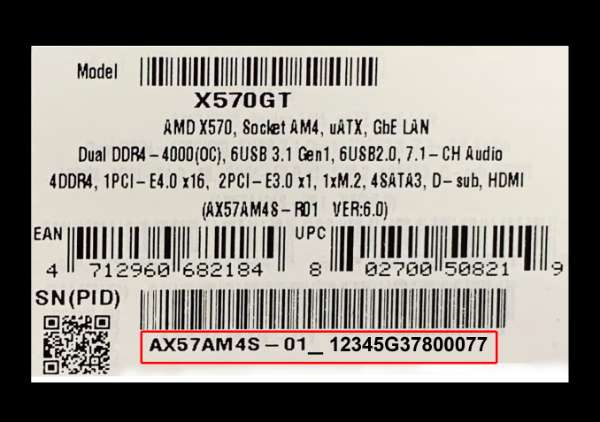 Model
X570GT
AMD X570, Socket AM4, uATX, GbE LAN
Dual DDR4-4000(OC), 6USB 3.1 Gen1, 6USB2.0, 7.1-CH Audio
4DDR4, 1PCI-E4.0 x16, 2PCI-E3.0 x1, 1xM.2, 4SATA3, D-sub, HDMI
(AX57AM4S-R01 VER:6.0)
EAN UPC
4 712960 682184 8 02700 50821 9
SN(PID)
AX57AM4S-01_ 12345G37800077